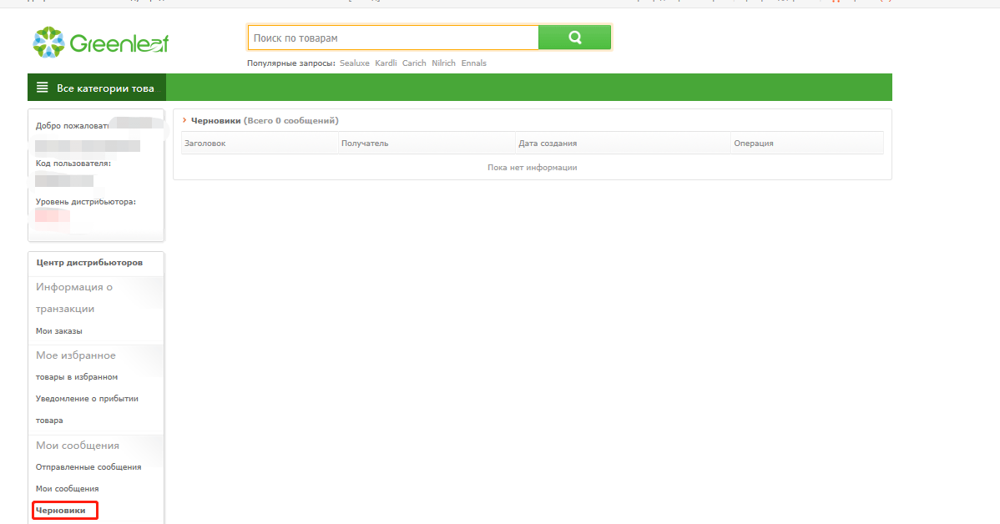 Greenleaf
Поиск по товарам
Популярные запросы: Sealuxe Kardli Carich Nilrich Ennals
Все категории това
Добро пожаловать
Код пользователя:
Уровень дистрибьютора:
Черновики (Всего 0 сообщений)
Заголовок Получатель Дата создания Операция
Пока нет информации
Центр дистрибьюторов
Информация о
транзакции
Мои заказы
Мое избранное
товары в избранном
Уведомление о прибытии
товара
Мои сообщения
Отправленные сообщения
Мои сообщения
Черновики